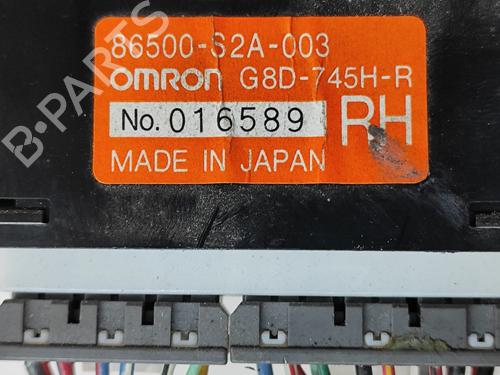 86500-S2A-003
OMRON G8D-745H-R
No. 016589 RH
MADE IN JAPAN
B-PARTS